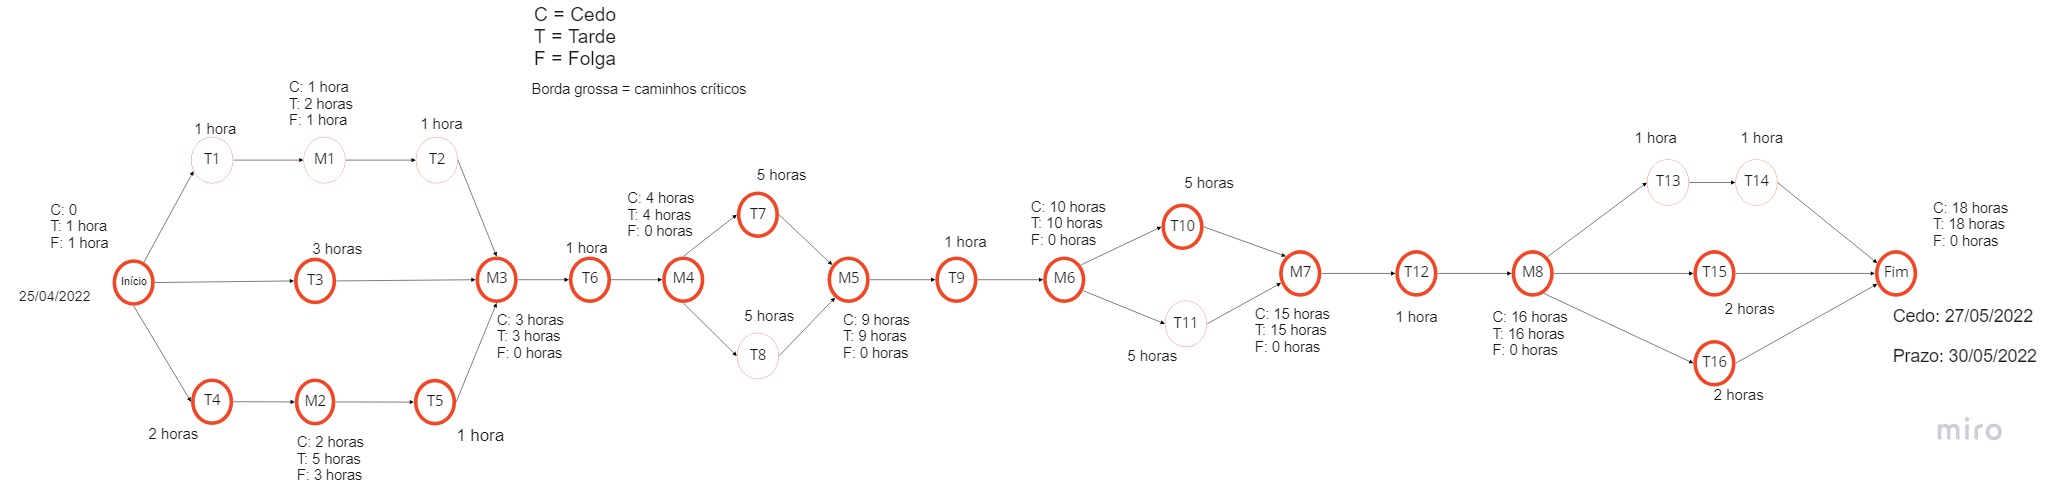 C = Cedo
T = Tarde
F = Folga
Borda grossa = caminhos críticos
C: 0
T: 1 hora
F: 1 hora
Início
25/04/2022
1 hora
T1
C: 1 hora
T: 2 horas
F: 1 hora
M1
1 hora
T2
3 horas
T3
T4
2 horas
M2
C: 2 horas
T: 5 horas
F: 3 horas
T5
1 hora
M3
C: 3 horas
T: 3 horas
F: 0 horas
1 hora
T6
C: 4 horas
T: 4 horas
F: 0 horas
M4
5 horas
T7
5 horas
T8
M5
C: 9 horas
T: 9 horas
F: 0 horas
1 hora
T9
C: 10 horas
T: 10 horas
F: 0 horas
M6
5 horas
T10
T11
5 horas
M7
C: 15 horas
T: 15 horas
F: 0 horas
T12
1 hora
M8
C: 16 horas
T: 16 horas
F: 0 horas
1 hora
T13
1 hora
T14
T15
2 horas
T16
2 horas
C: 18 horas
T: 18 horas
F: 0 horas
Fim
Cedo: 27/05/2022
Prazo: 30/05/2022
miro